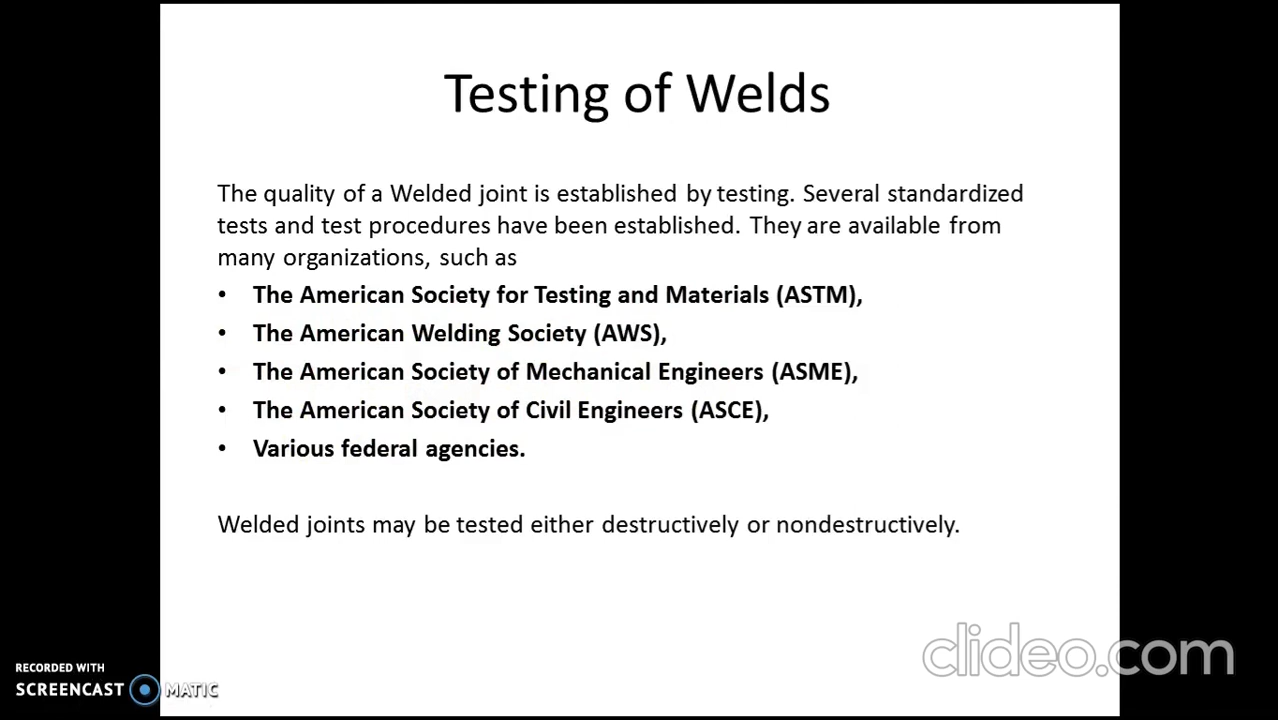 Testing of Welds
The quality of a Welded joint is established by testing. Several standardized
tests and test procedures have been established. They are available from
many organizations, such as
• The American Society for Testing and Materials (ASTM),
• The American Welding Society (AWS),
• The American Society of Mechanical Engineers (ASME),
• The American Society of Civil Engineers (ASCE),
• Various federal agencies.
Welded joints may be tested either destructively or nondestructively.
clideo.com
RECORDED WITH
SCREENCAST MATIC